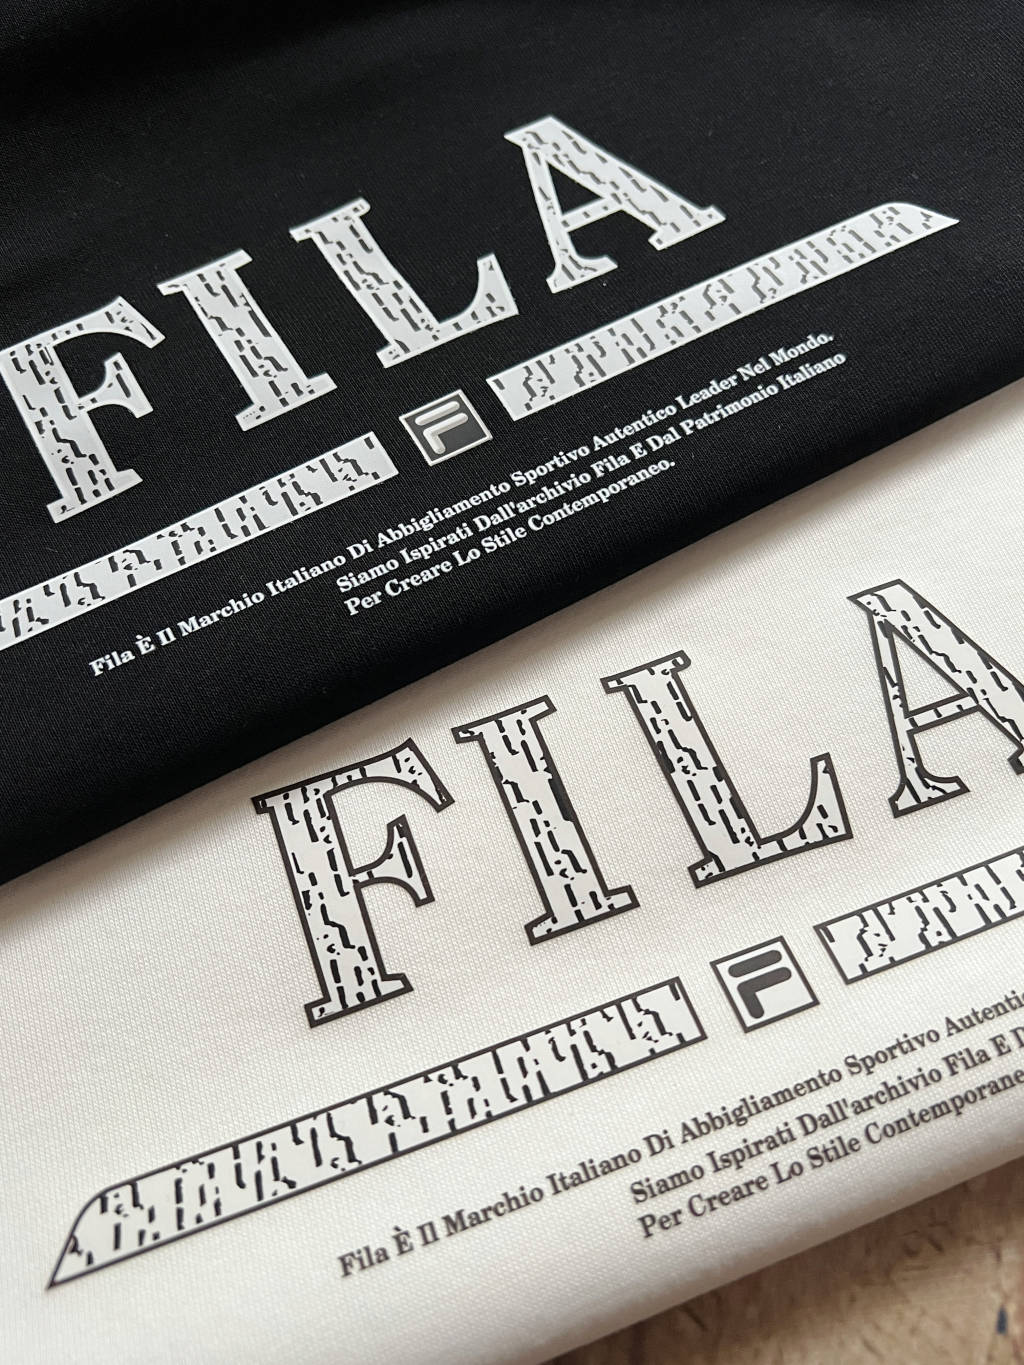 FILA
F
Fila È Il Marchio Italiano Di Abbigliamento Sportivo Autentico Leader Nel Mondo.
Siamo Ispirati Dall'archivio Fila E Dal Patrimonio Italiano
Per Creare Lo Stile Contemporaneo.
FILA
F
Fila È Il Marchio Italiano Di Abbigliamento Sportivo
Siamo Ispirati Dall'archivio Fila E
Per Creare Lo Stile